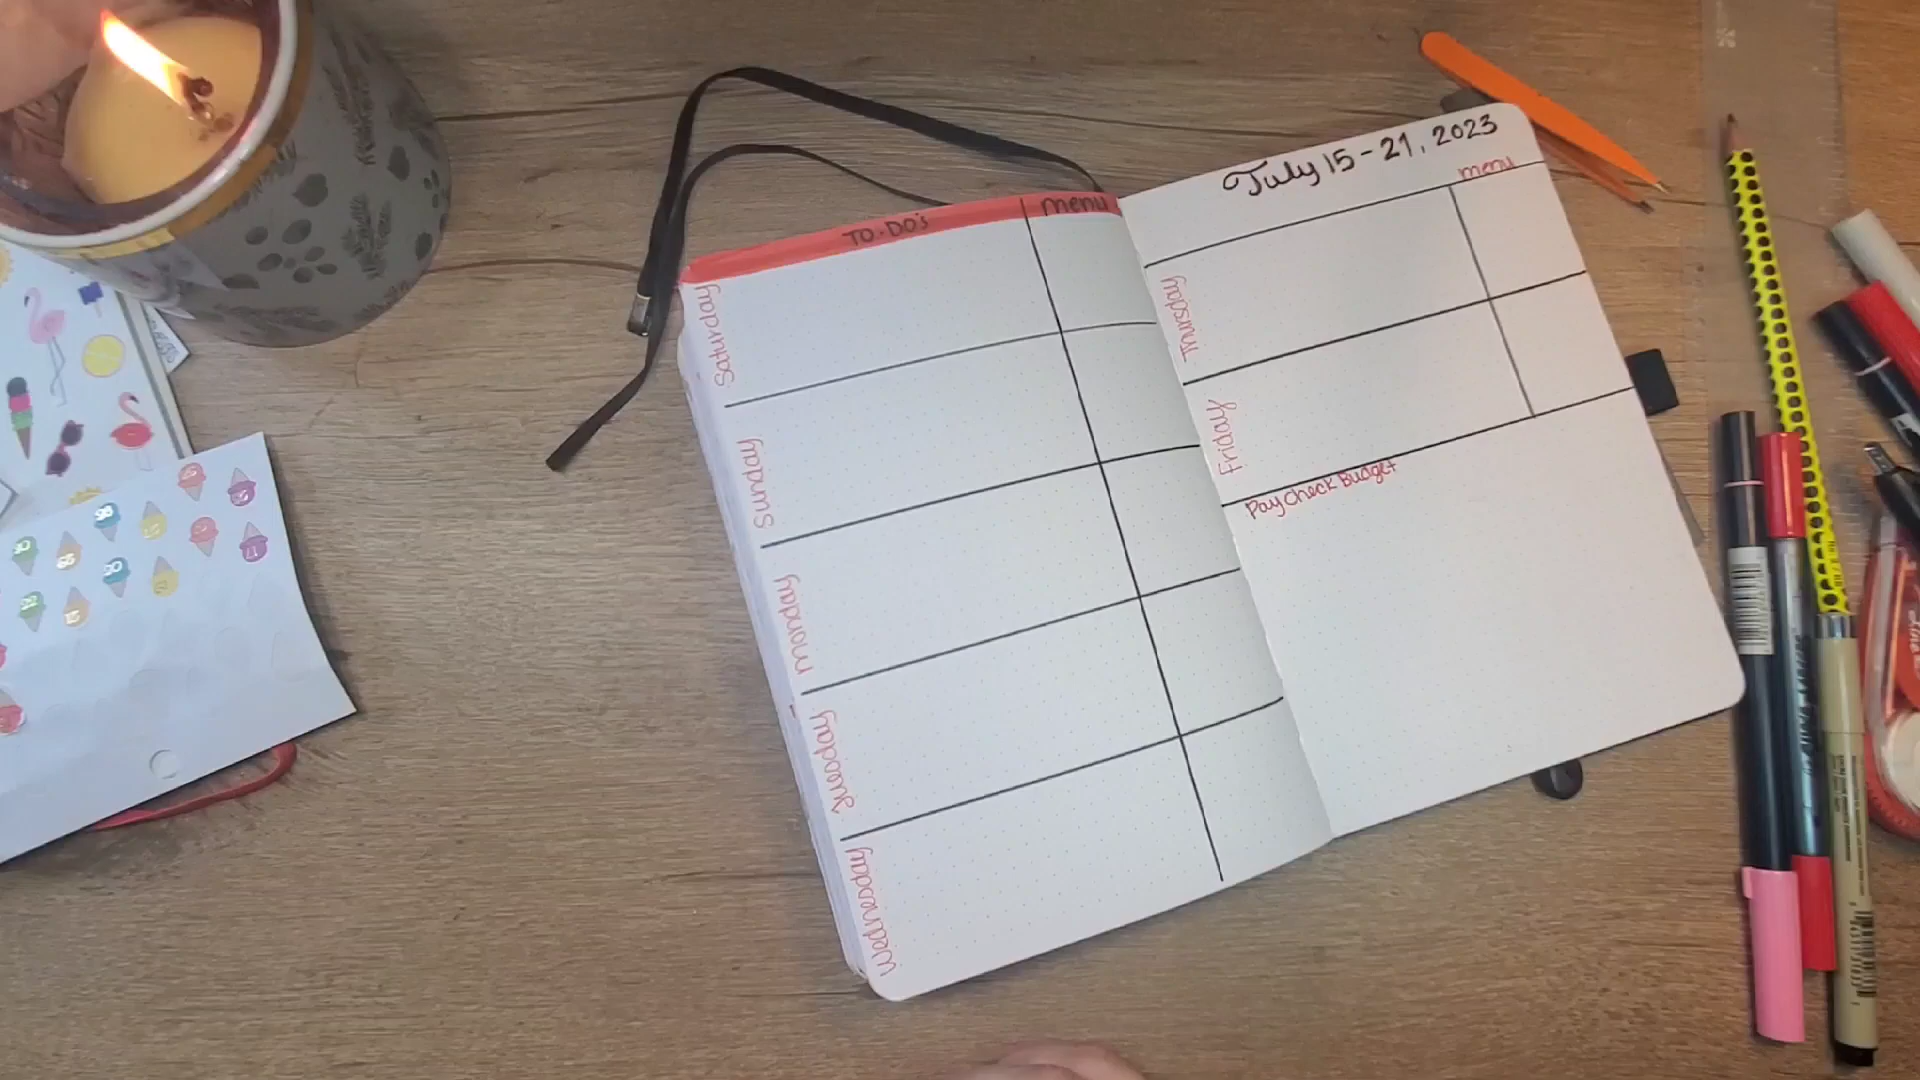 TO-DO's
menu
Saturday
Sunday
monday
Tuesday
Wednesday
July 15-21, 2023
menu
Thursday
Friday
Paycheck Budget